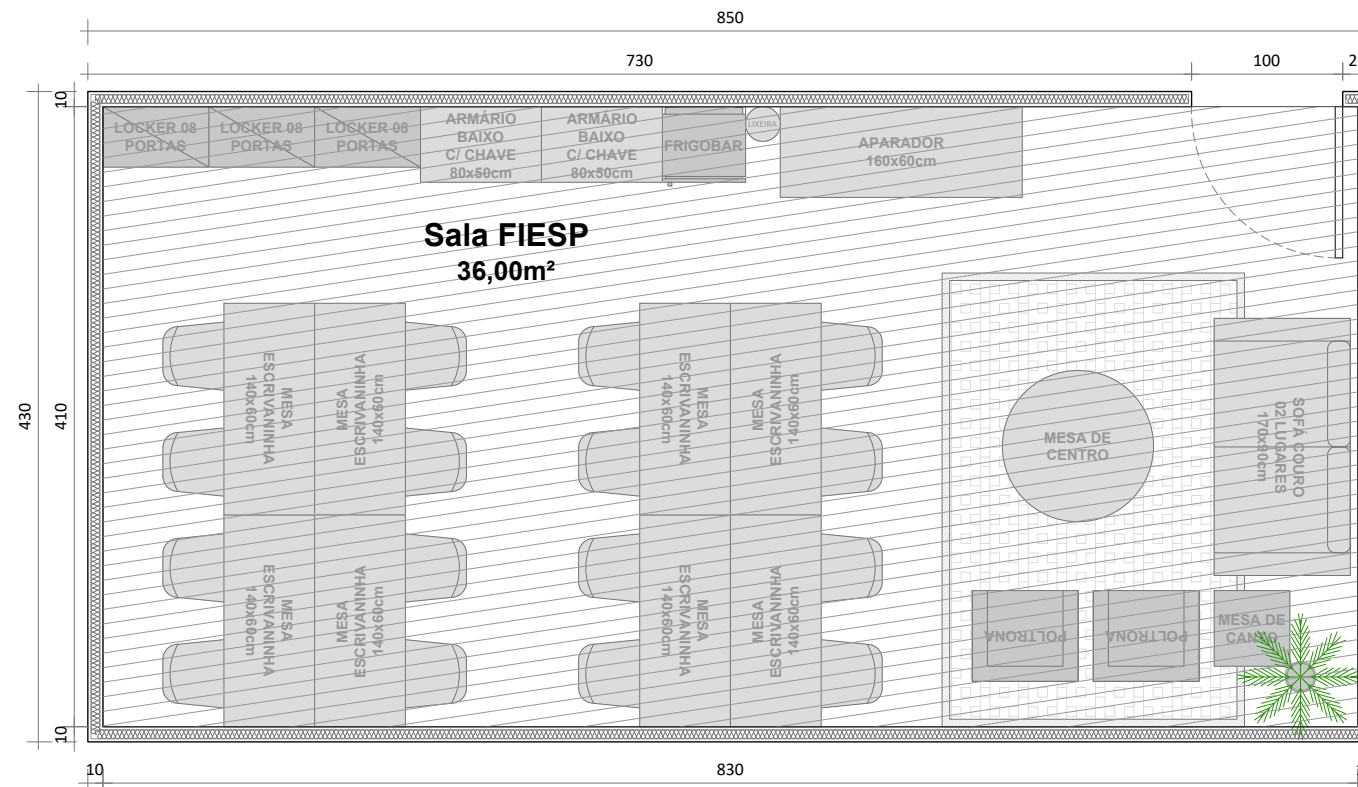 850
730
100
2
10
LOCKER 08
PORTAS
LOCKER 08
PORTAS
LOCKER 08
PORTAS
ARMÁRIO
BAIXO
C/ CHAVE
80x50cm
ARMÁRIO
BAIXO
C/ CHAVE
80x50cm
FRIGOBAR
LIXEIRA
APARADOR
160x60cm
Sala FIESP
36,00m²
430
410
MESA
ESCRIVANINHA
140x60cm
MESA
ESCRIVANINHA
140x60cm
MESA
ESCRIVANINHA
140x60cm
MESA
ESCRIVANINHA
140x60cm
MESA DE
CENTRO
SOFÁ COURO
02 LUGARES
170x90cm
MESA
ESCRIVANINHA
140x60cm
MESA
ESCRIVANINHA
140x60cm
MESA
ESCRIVANINHA
140x60cm
MESA
ESCRIVANINHA
140x60cm
POLTRONA
POLTRONA
MESA DE
CANTO
10
10
830